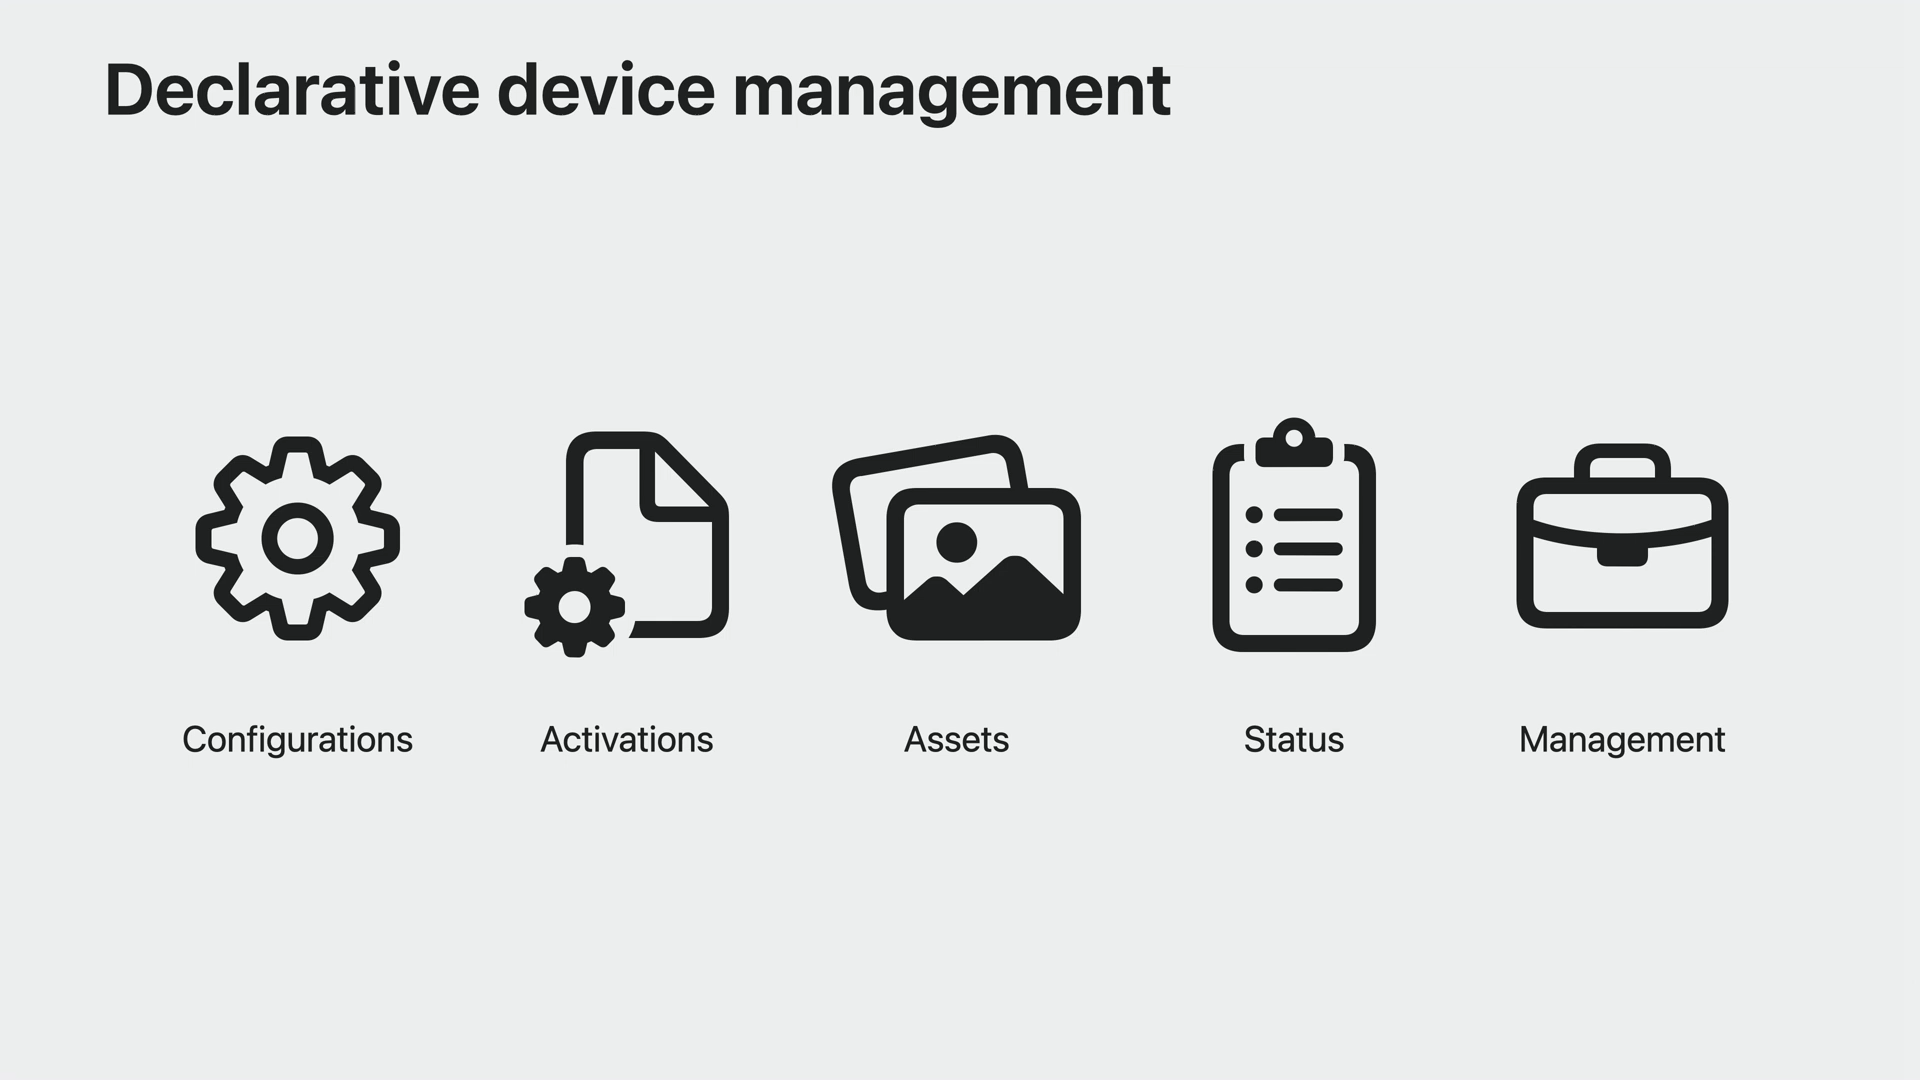 Declarative device management
Configurations
Activations
Assets
Status
Management